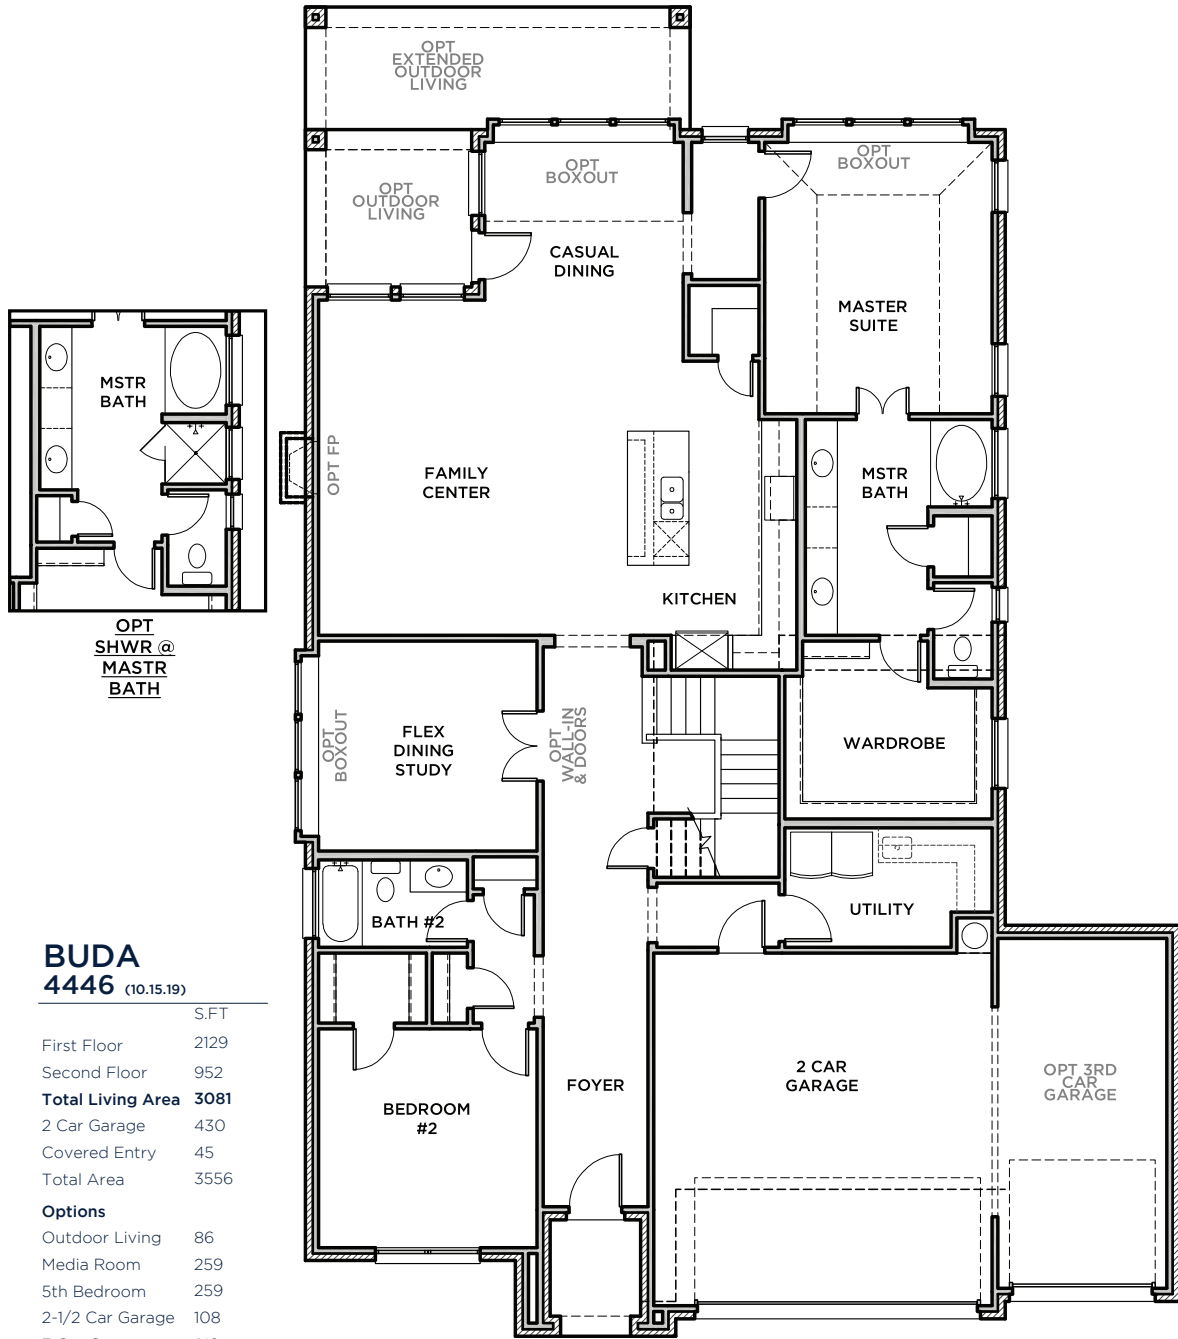 OPT
EXTENDED
OUTDOOR
LIVING
OPT
OUTDOOR
LIVING
OPT
BOXOUT
OPT
BOXOUT
CASUAL
DINING
MASTER
SUITE
MSTR
BATH
OPT
SHWR @
MASTR
BATH
OPT FP
FAMILY
CENTER
MSTR
BATH
KITCHEN
OPT
BOXOUT
FLEX
DINING
STUDY
OPT
WALL-IN
& DOORS
WARDROBE
BATH #2
UTILITY
BEDROOM
#2
FOYER
2 CAR
GARAGE
OPT 3RD
CAR
GARAGE
BUDA
4446 (10.15.19)
S.FT
First Floor 2129
Second Floor 952
Total Living Area 3081
2 Car Garage 430
Covered Entry 45
Total Area 3556
Options
Outdoor Living 86
Media Room 259
5th Bedroom 259
2-1/2 Car Garage 108